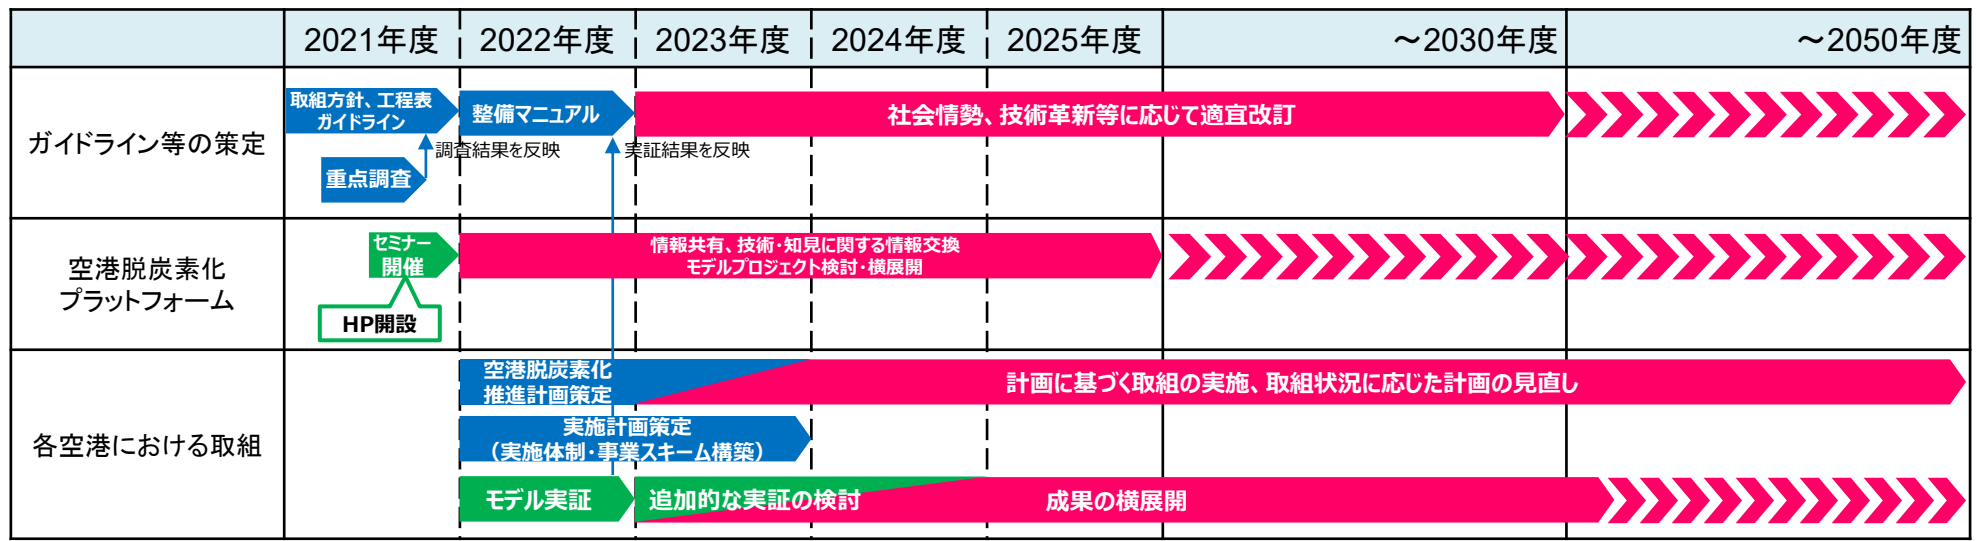 2021年度
2022年度
2023年度
2024年度
2025年度
～2030年度
～2050年度
ガイドライン等の策定
取組方針、工程表
ガイドライン
整備マニュアル
社会情勢、技術革新等に応じて適宜改訂
調査結果を反映
実証結果を反映
重点調査
空港脱炭素化
プラットフォーム
セミナー
開催
情報共有、技術・知見に関する情報交換
モデルプロジェクト検討・横展開
HP開設
各空港における取組
空港脱炭素化
推進計画策定
計画に基づく取組の実施、取組状況に応じた計画の見直し
実施計画策定
（実施体制・事業スキーム構築）
モデル実証
追加的な実証の検討
成果の横展開